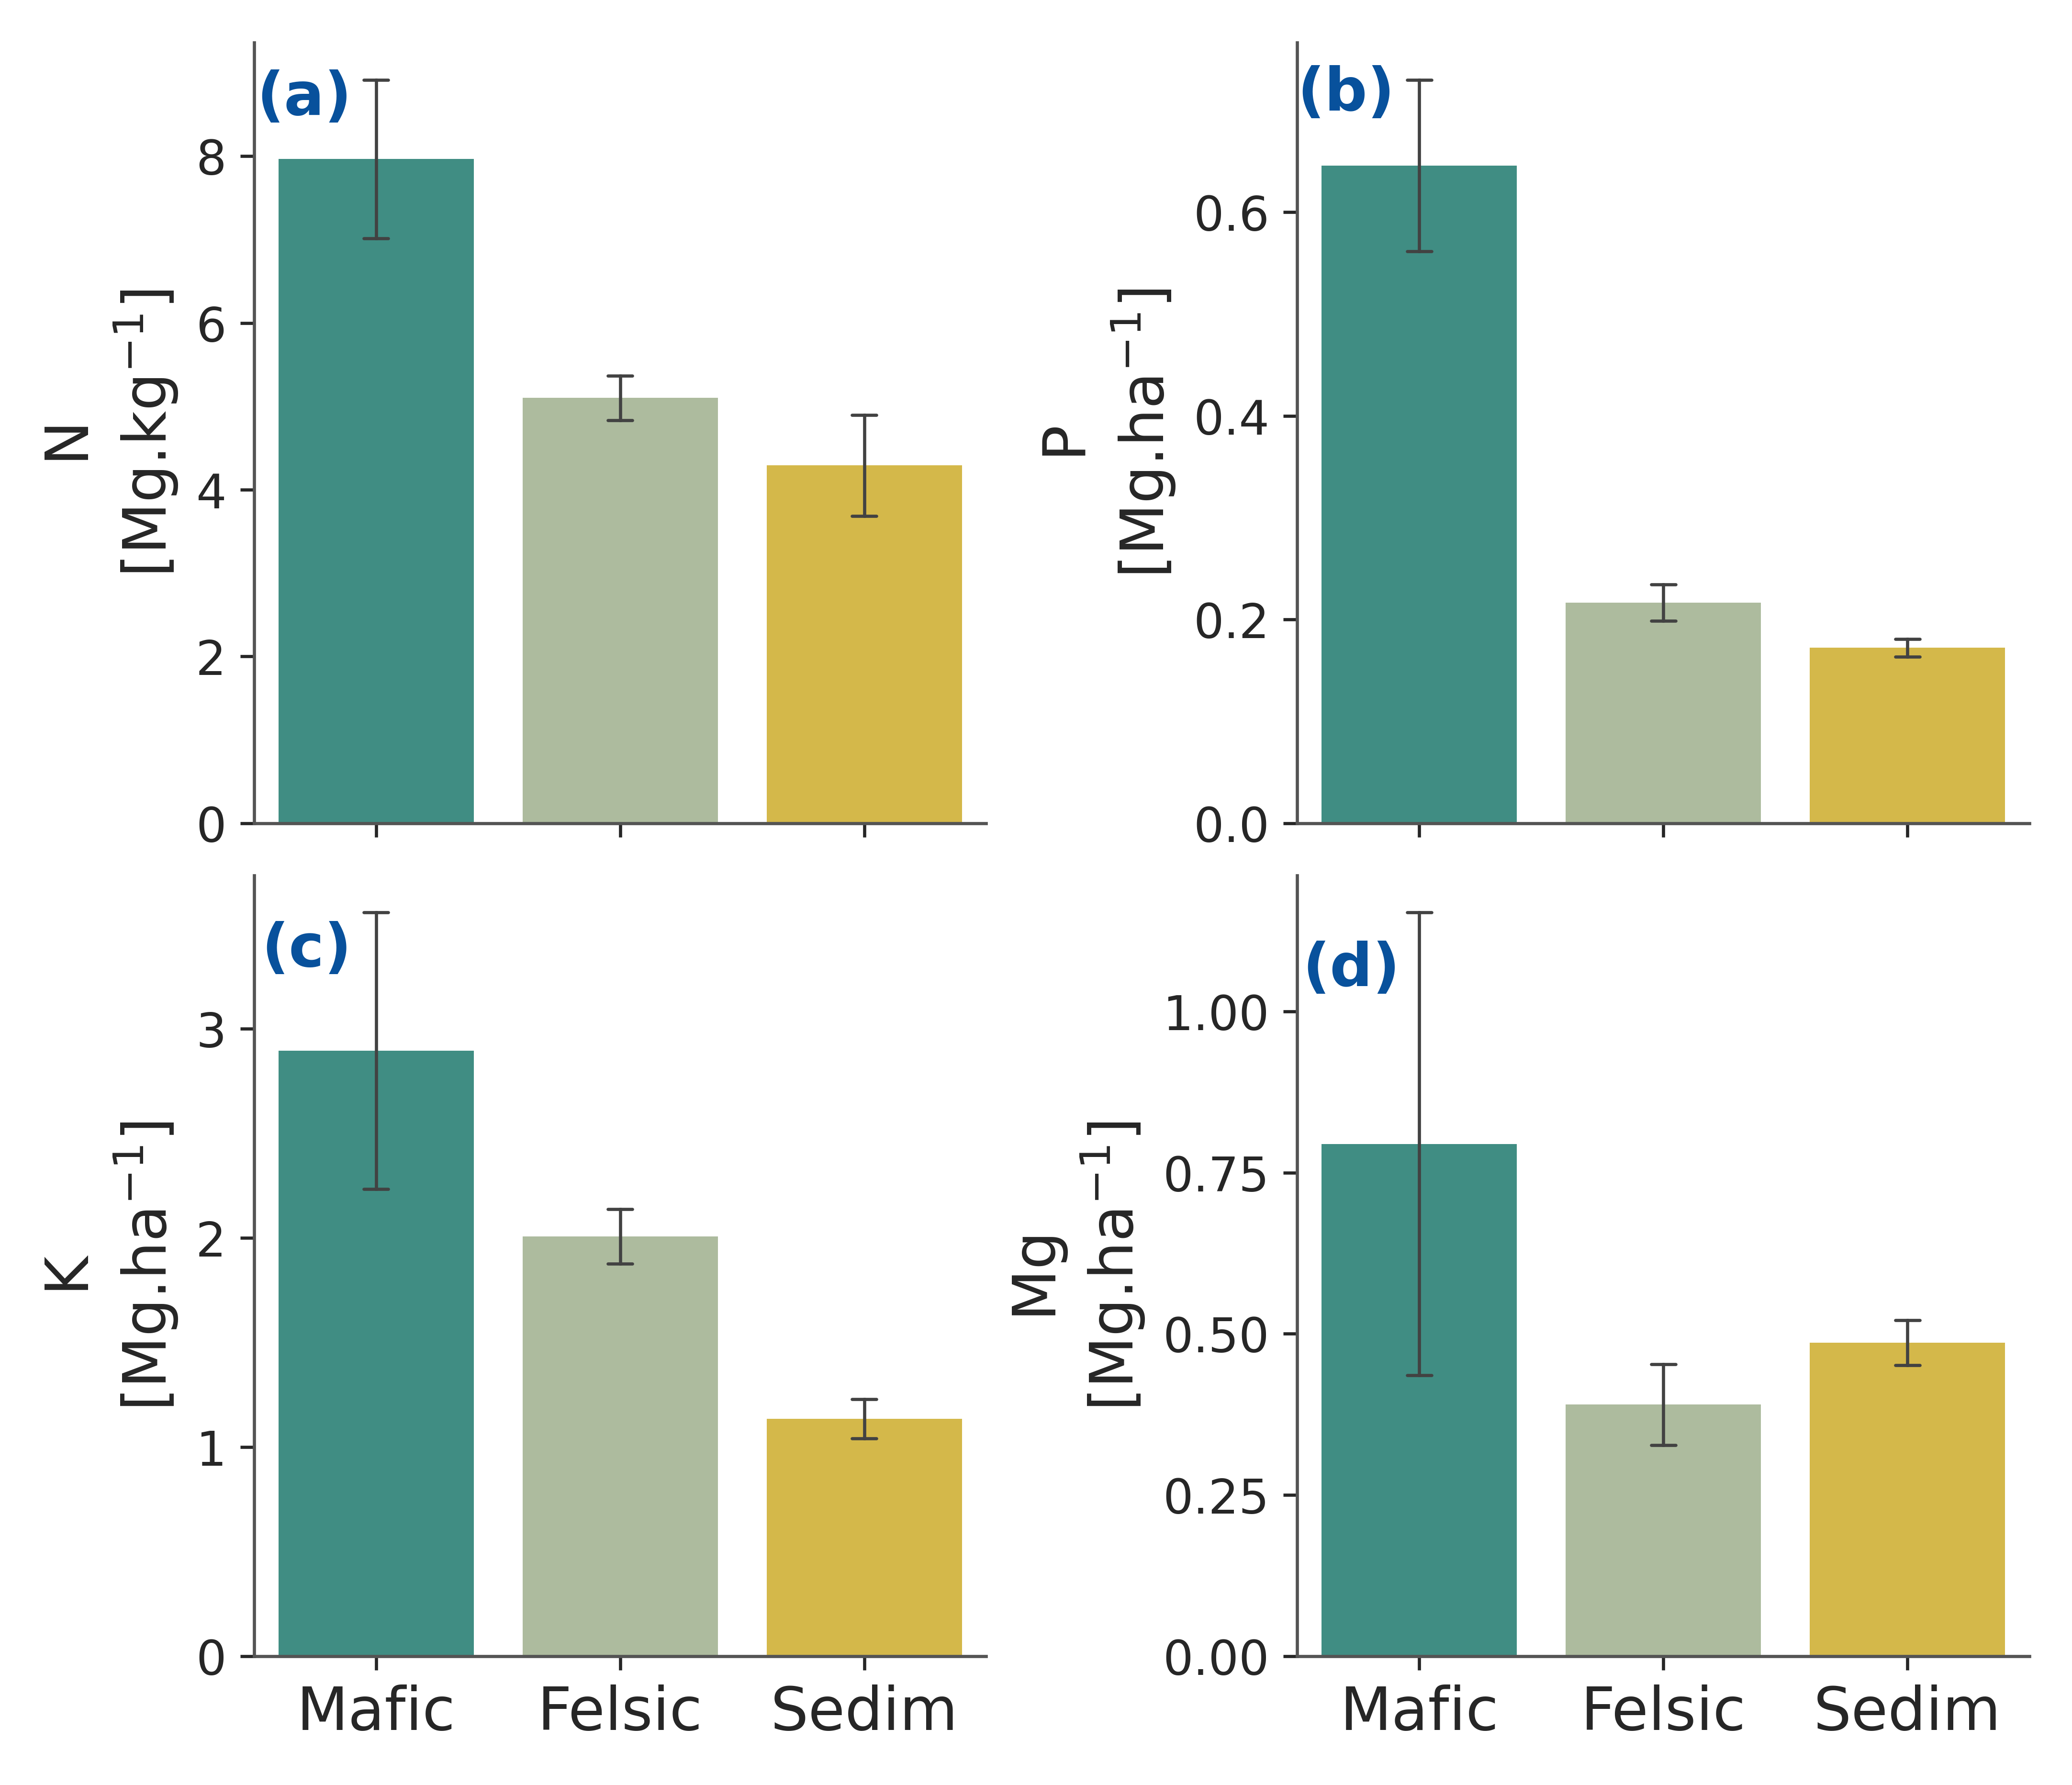 (a)
8
6
4
2
0
N
[Mg.kg⁻¹]
(b)
0.6
0.4
0.2
0.0
P
[Mg.ha⁻¹]
(c)
3
2
1
0
K
[Mg.ha⁻¹]
Mafic Felsic Sedim
(d)
1.00
0.75
0.50
0.25
0.00
Mg
[Mg.ha⁻¹]
Mafic Felsic Sedim